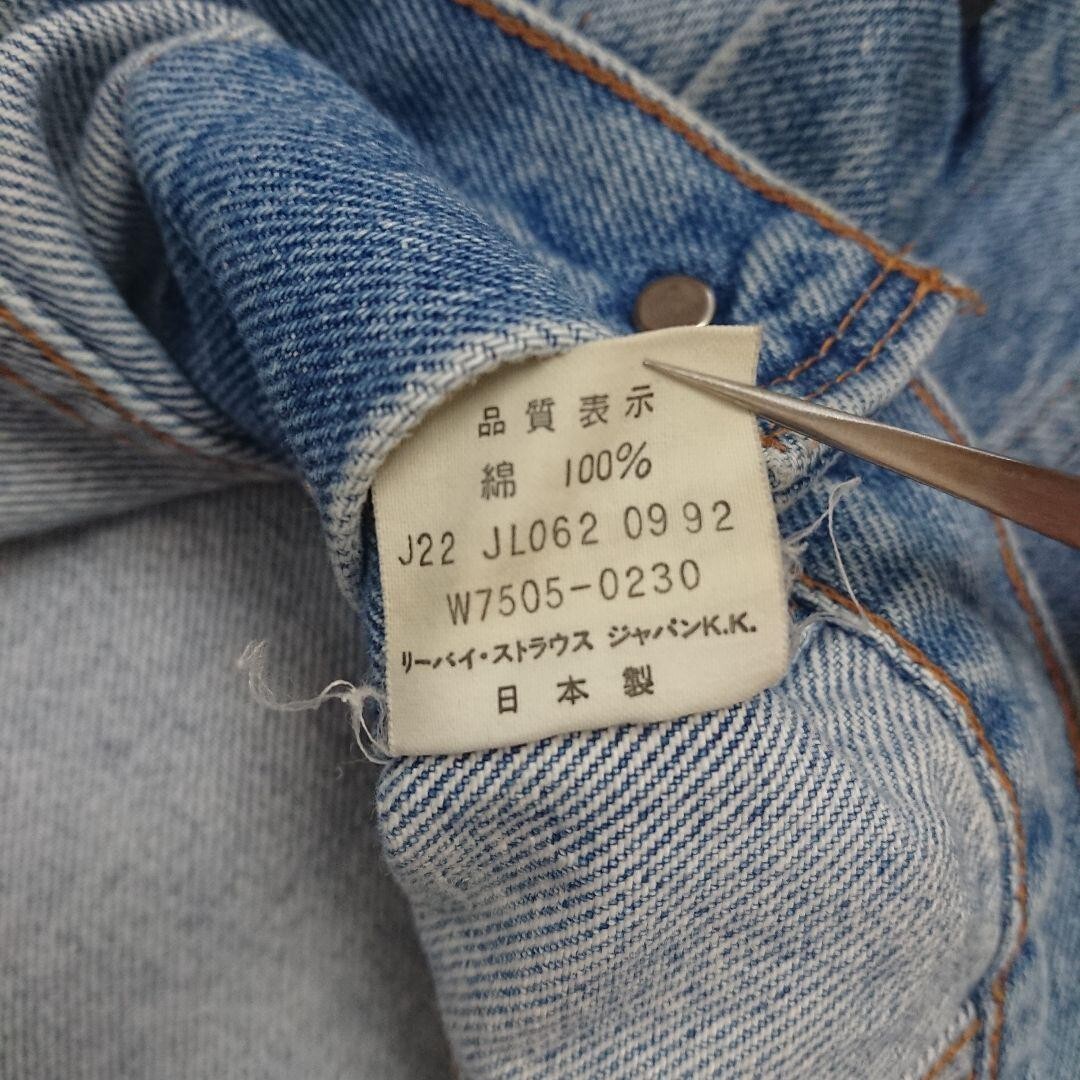 品質表示
綿 100%
J22 JL062 0992
W7505-0230
リーバイ・ストラウス ジャパンK.K.
日本製